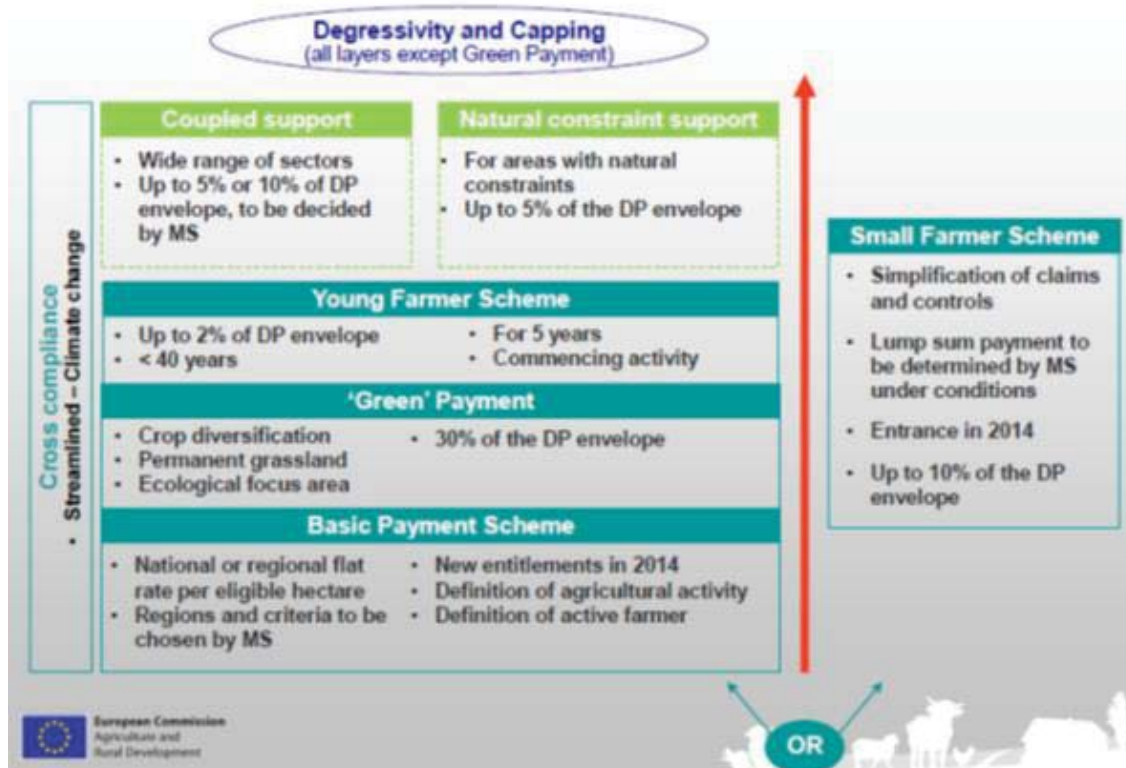 Degressivity and Capping
(all layers except Green Payment)
Cross compliance
• Streamlined – Climate change
Coupled support
• Wide range of sectors
• Up to 5% or 10% of DP
envelope, to be decided
by MS
Natural constraint support
• For areas with natural
constraints
• Up to 5% of the DP envelope
Young Farmer Scheme
• Up to 2% of DP envelope
• < 40 years
• For 5 years
• Commencing activity
'Green' Payment
• Crop diversification
• Permanent grassland
• Ecological focus area
• 30% of the DP envelope
Basic Payment Scheme
• National or regional flat
rate per eligible hectare
• Regions and criteria to be
chosen by MS
• New entitlements in 2014
• Definition of agricultural activity
• Definition of active farmer
Small Farmer Scheme
• Simplification of claims
and controls
• Lump sum payment to
be determined by MS
under conditions
• Entrance in 2014
• Up to 10% of the DP
envelope
OR
European Commission
Agriculture and
Rural Development